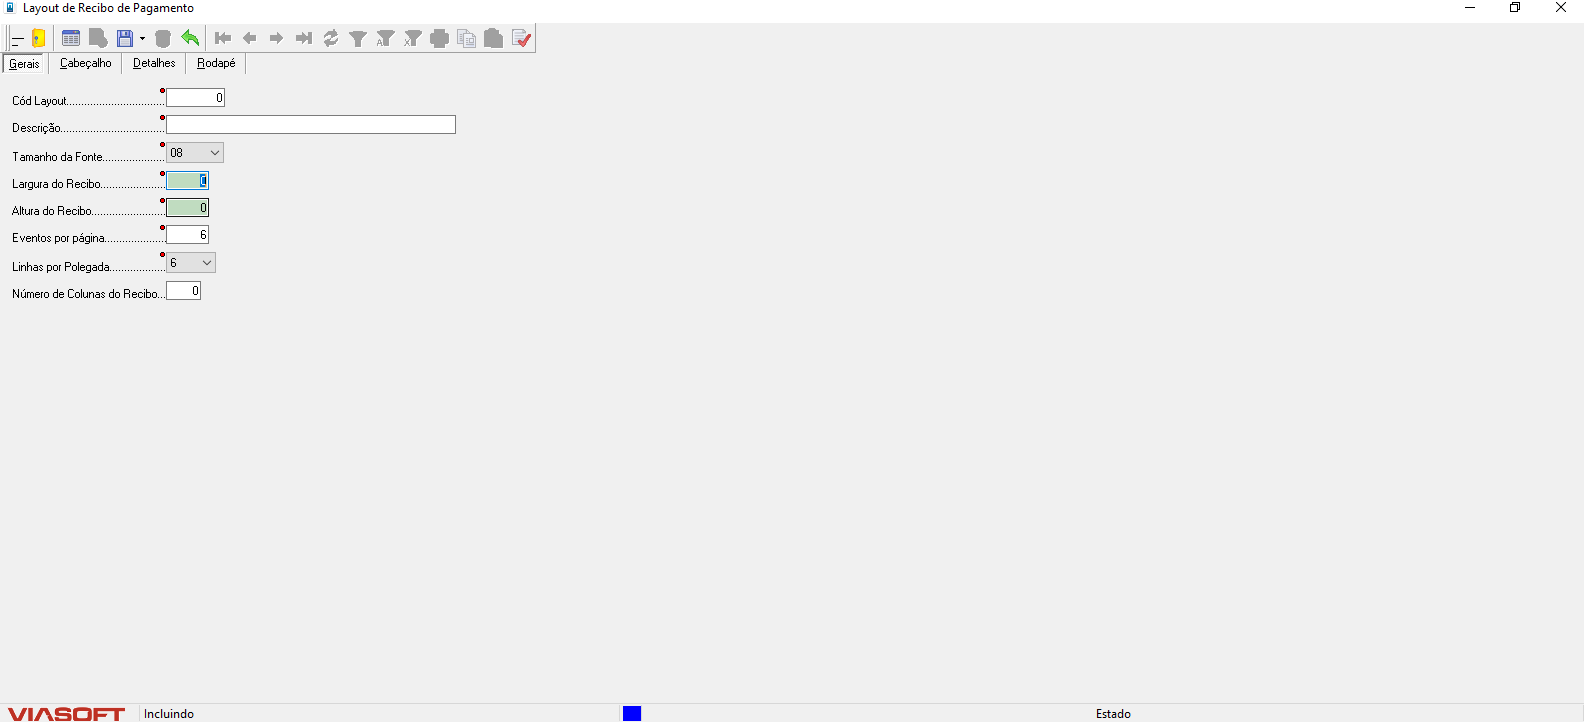 Layout de Recibo de Pagamento
Gerais Cabeçalho Detalhes Rodapé
Cód Layout................................. 0
Descrição..................................
Tamanho da Fonte.................... 08
Largura do Recibo..................... 0
Altura do Recibo........................ 0
Eventos por página.................... 6
Linhas por Polegada.................. 6
Número de Colunas do Recibo... 0
VIASOFT Incluindo Estado